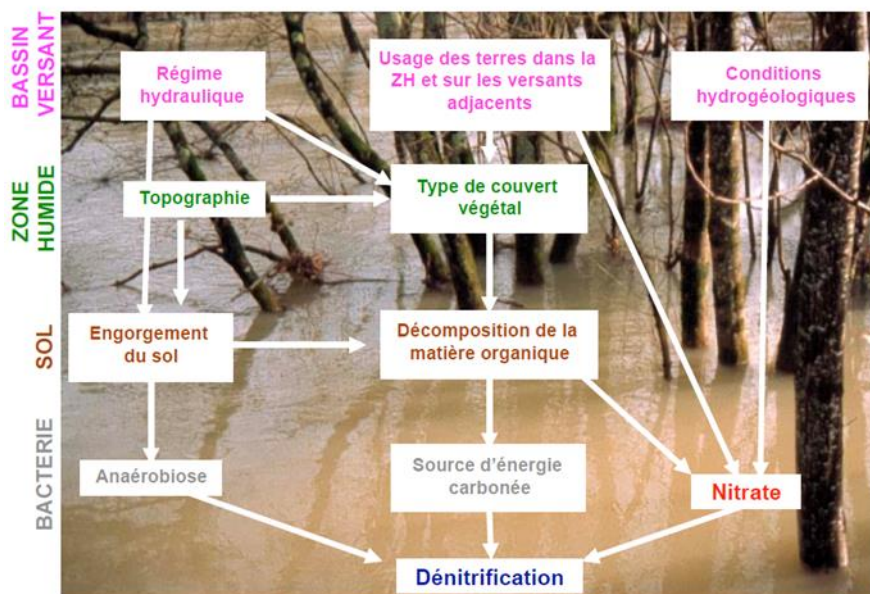 BASSIN
VERSANT
Régime
hydraulique
Usage des terres dans la
ZH et sur les versants
adjacents
Conditions
hydrogéologiques
ZONE
HUMIDE
Topographie
Type de couvert
végétal
SOL
Engorgement
du sol
Décomposition de la
matière organique
BACTERIE
Anaérobiose
Source d'énergie
carbonée
Nitrate
Dénitrification